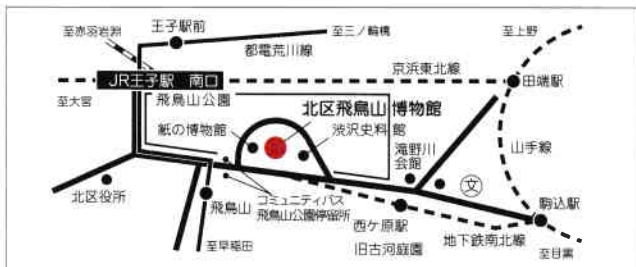 至赤羽岩淵
王子駅前
至三ノ輪橋
都電荒川線
至上野
京浜東北線
JR王子駅 南口
田端駅
至大宮
飛鳥山公園
北区飛鳥山博物館
紙の博物館
渋沢史料館
滝野川
会館
山手線
文
北区役所
飛鳥山
コミュニティバス
飛鳥山公園停留所
西ケ原駅
駒込駅
旧古河庭園
地下鉄南北線
至早稲田
至目黒